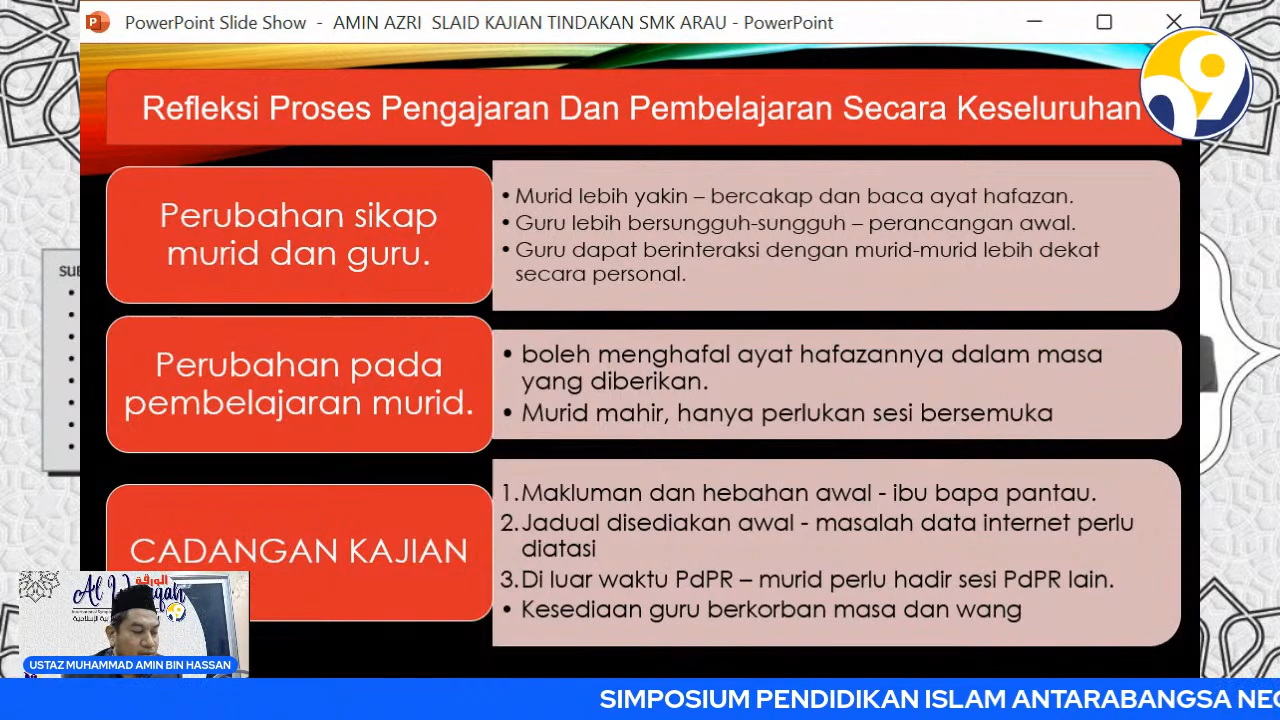 PowerPoint Slide Show - AMIN AZRI SLAID KAJIAN TINDAKAN SMK ARAU - PowerPoint
Refleksi Proses Pengajaran Dan Pembelajaran Secara Keseluruhan
Perubahan sikap
murid dan guru.
• Murid lebih yakin – bercakap dan baca ayat hafazan.
• Guru lebih bersungguh-sungguh – perancangan awal.
• Guru dapat berinteraksi dengan murid-murid lebih dekat
secara personal.
Perubahan pada
pembelajaran murid.
• boleh menghafal ayat hafazannya dalam masa
yang diberikan.
• Murid mahir, hanya perlukan sesi bersemuka
CADANGAN KAJIAN
1. Makluman dan hebahan awal - ibu bapa pantau.
2. Jadual disediakan awal - masalah data internet perlu
diatasi
3. Di luar waktu PdPR – murid perlu hadir sesi PdPR lain.
• Kesediaan guru berkorban masa dan wang
الورقة
USTAZ MUHAMMAD AMIN BIN HASSAN
SIMPOSIUM PENDIDIKAN ISLAM ANTARABANGSA NEG